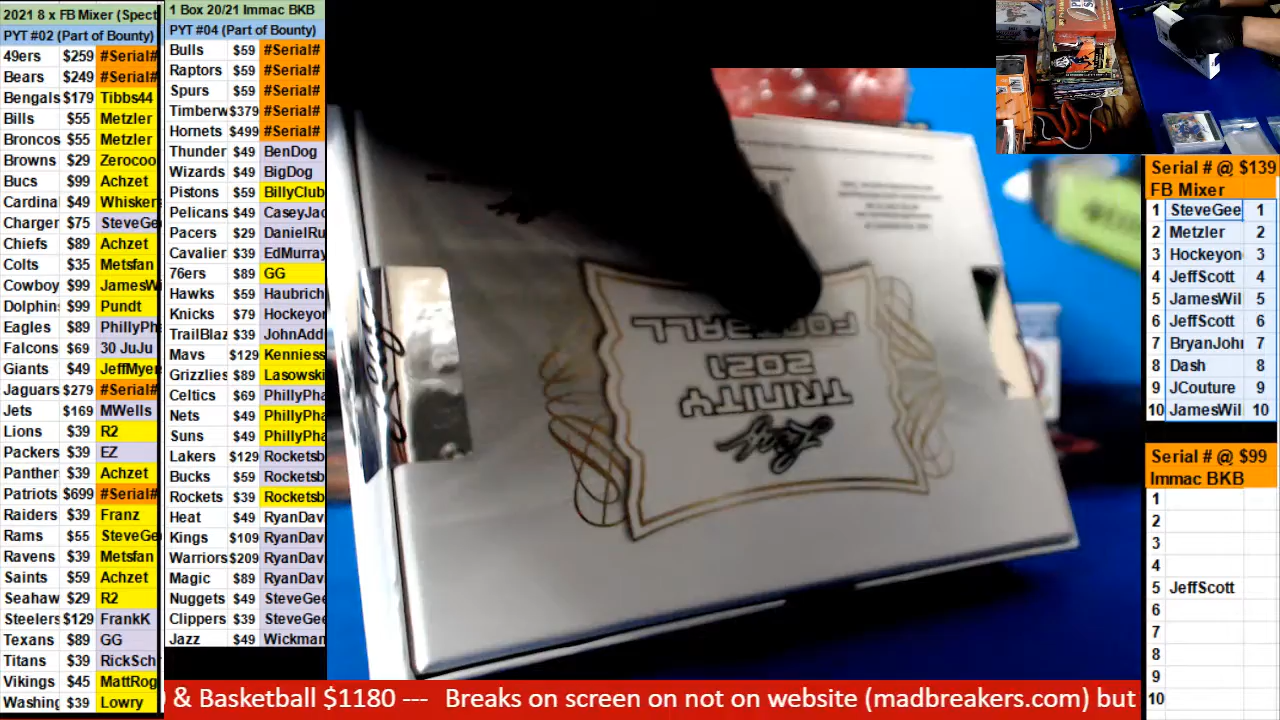 2021 8 x FB Mixer (Spect
PYT #02 (Part of Bounty)
49ers $259 #Serial#
Bears $249 #Serial#
Bengals $179 Tibbs44
Bills $55 Metzler
Broncos $55 Metzler
Browns $29 Zerocoo
Bucs $99 Achzet
Cardina $49 Whisker
Charger $75 SteveGe
Chiefs $89 Achzet
Colts $35 Metsfan
Cowboy $99 JamesWi
Dolphin $99 Pundt
Eagles $89 PhillyPh
Falcons $69 30 JuJu
Giants $49 JeffMyer
Jaguars $279 #Serial#
Jets $169 MWells
Lions $39 R2
Packers $39 EZ
Panther $39 Achzet
Patriots $699 #Serial#
Raiders $39 Franz
Rams $55 SteveGe
Ravens $39 Metsfan
Saints $59 Achzet
Seahaw $29 R2
Steelers $129 FrankK
Texans $89 GG
Titans $39 RickSch
Vikings $45 MattRog
Washing $39 Lowry
1 Box 20/21 Immac BKB
PYT #04 (Part of Bounty)
Bulls $59 #Serial#
Raptors $59 #Serial#
Spurs $59 #Serial#
Timberw $379 #Serial#
Hornets $499 #Serial#
Thunder $49 BenDog
Wizards $49 BigDog
Pistons $59 BillyClub
Pelicans $49 CaseyJac
Pacers $29 DanielRu
Cavalier $39 EdMurray
76ers $89 GG
Hawks $59 Haubrich
Knicks $79 Hockeyor
TrailBlaz $39 JohnAdd
Mavs $129 Kenniess
Grizzlies $89 Lasowski
Celtics $69 PhillyPha
Nets $49 PhillyPha
Suns $49 PhillyPha
Lakers $129 Rocketsb
Bucks $59 Rocketsb
Rockets $39 Rocketsb
Heat $49 RyanDav
Kings $109 RyanDav
Warriors $209 RyanDav
Magic $89 RyanDav
Nuggets $49 SteveGee
Clippers $39 SteveGee
Jazz $49 Wickman
FOOTBALL
2021
TRINITY
Leaf
Serial # @ $139
FB Mixer
1 SteveGee 1
2 Metzler 2
3 Hockeyon 3
4 JeffScott 4
5 JamesWil 5
6 JeffScott 6
7 BryanJohn 7
8 Dash 8
9 JCouture 9
10 JamesWil 10
Serial # @ $99
Immac BKB
1
2
3
4
5 JeffScott
6
7
8
9
10
) & Basketball $1180 --- Breaks on screen on not on website (madbreakers.com) but